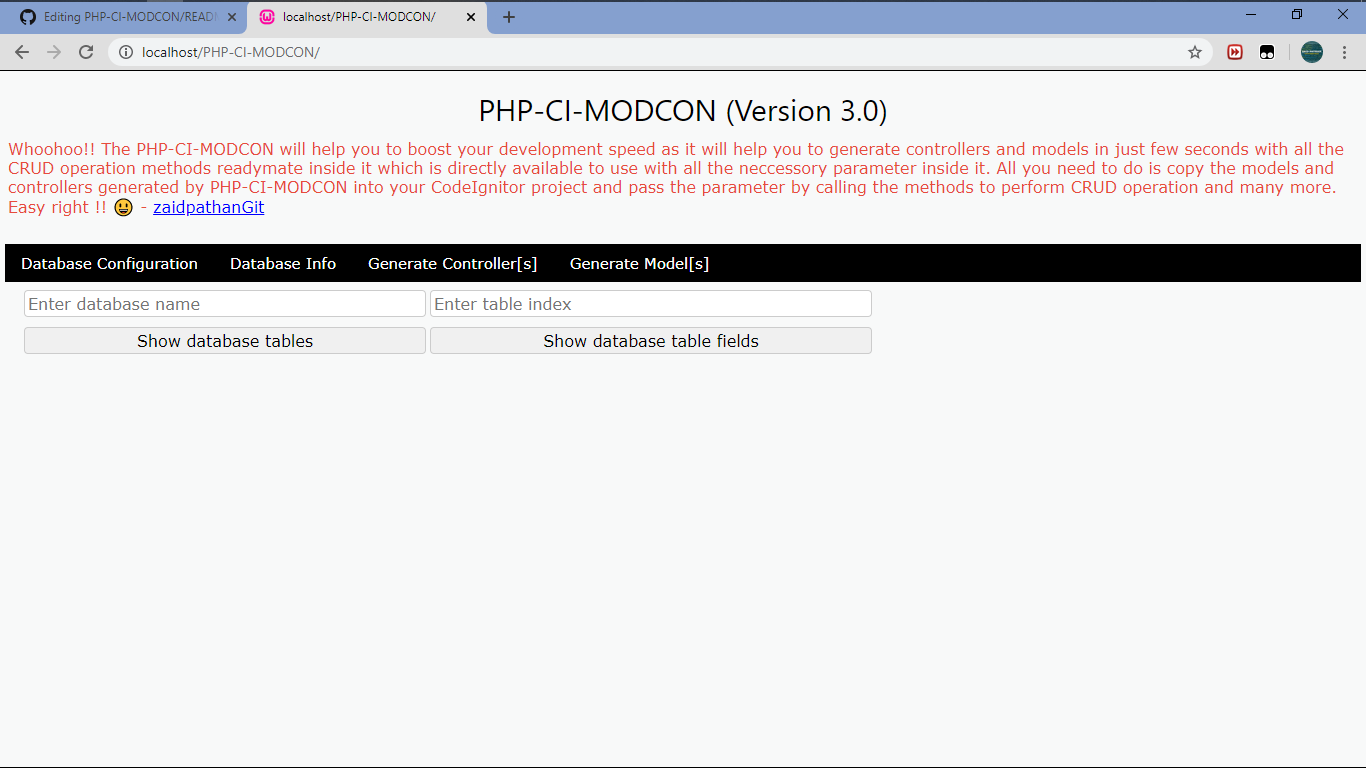 Editing PHP-CI-MODCON/READ
localhost/PHP-CI-MODCON/
localhost/PHP-CI-MODCON/
PHP-CI-MODCON (Version 3.0)
Whoohoo!! The PHP-CI-MODCON will help you to boost your development speed as it will help you to generate controllers and models in just few seconds with all the
CRUD operation methods readymate inside it which is directly available to use with all the neccessory parameter inside it. All you need to do is copy the models and
controllers generated by PHP-CI-MODCON into your CodeIgnitor project and pass the parameter by calling the methods to perform CRUD operation and many more.
Easy right !! 😃 - zaidpathanGit
Database Configuration Database Info Generate Controller[s] Generate Model[s]
Enter database name Enter table index
Show database tables Show database table fields